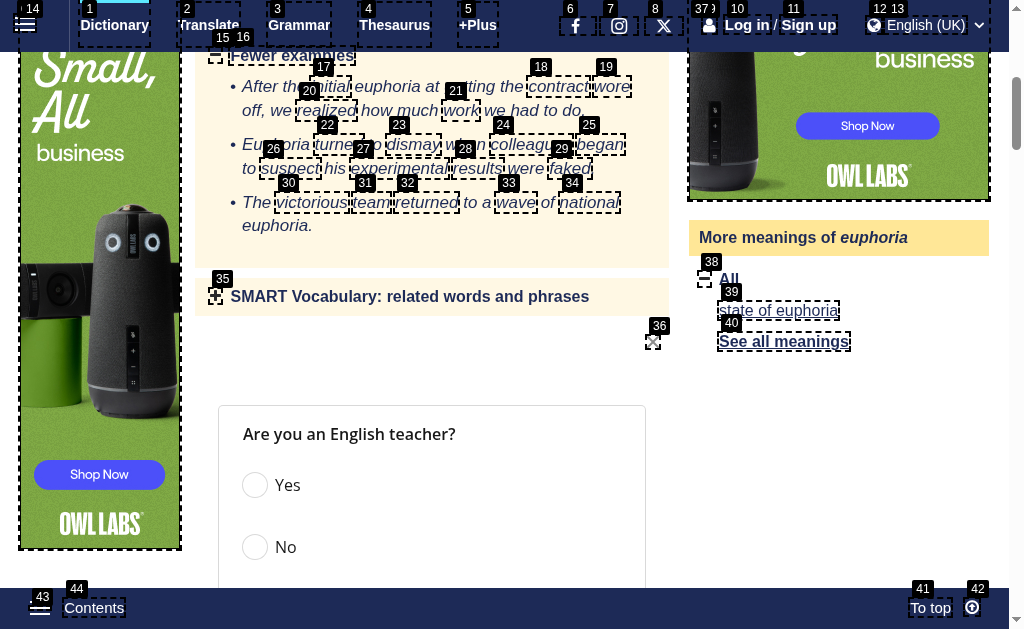 Dictionary
Translate
Grammar
Thesaurus
+Plus
Log in / Sign up
English (UK)
Small,
All
business
Shop Now
OWL LABS
Fewer examples
• After the initial euphoria at getting the contract wore
off, we realized how much work we had to do.
• Euphoria turned to dismay when colleagues began
to suspect his experimental results were faked.
• The victorious team returned to a wave of national
euphoria.
SMART Vocabulary: related words and phrases
Are you an English teacher?
Yes
No
business
Shop Now
OWL LABS
More meanings of euphoria
All
state of euphoria
See all meanings
Contents
To top
1
2
3
4
5
6
7
8
10
11
12
13
14
15
16
17
18
19
20
21
22
23
24
25
26
27
28
29
30
31
32
33
34
35
36
37
38
39
40
41
42
43
44